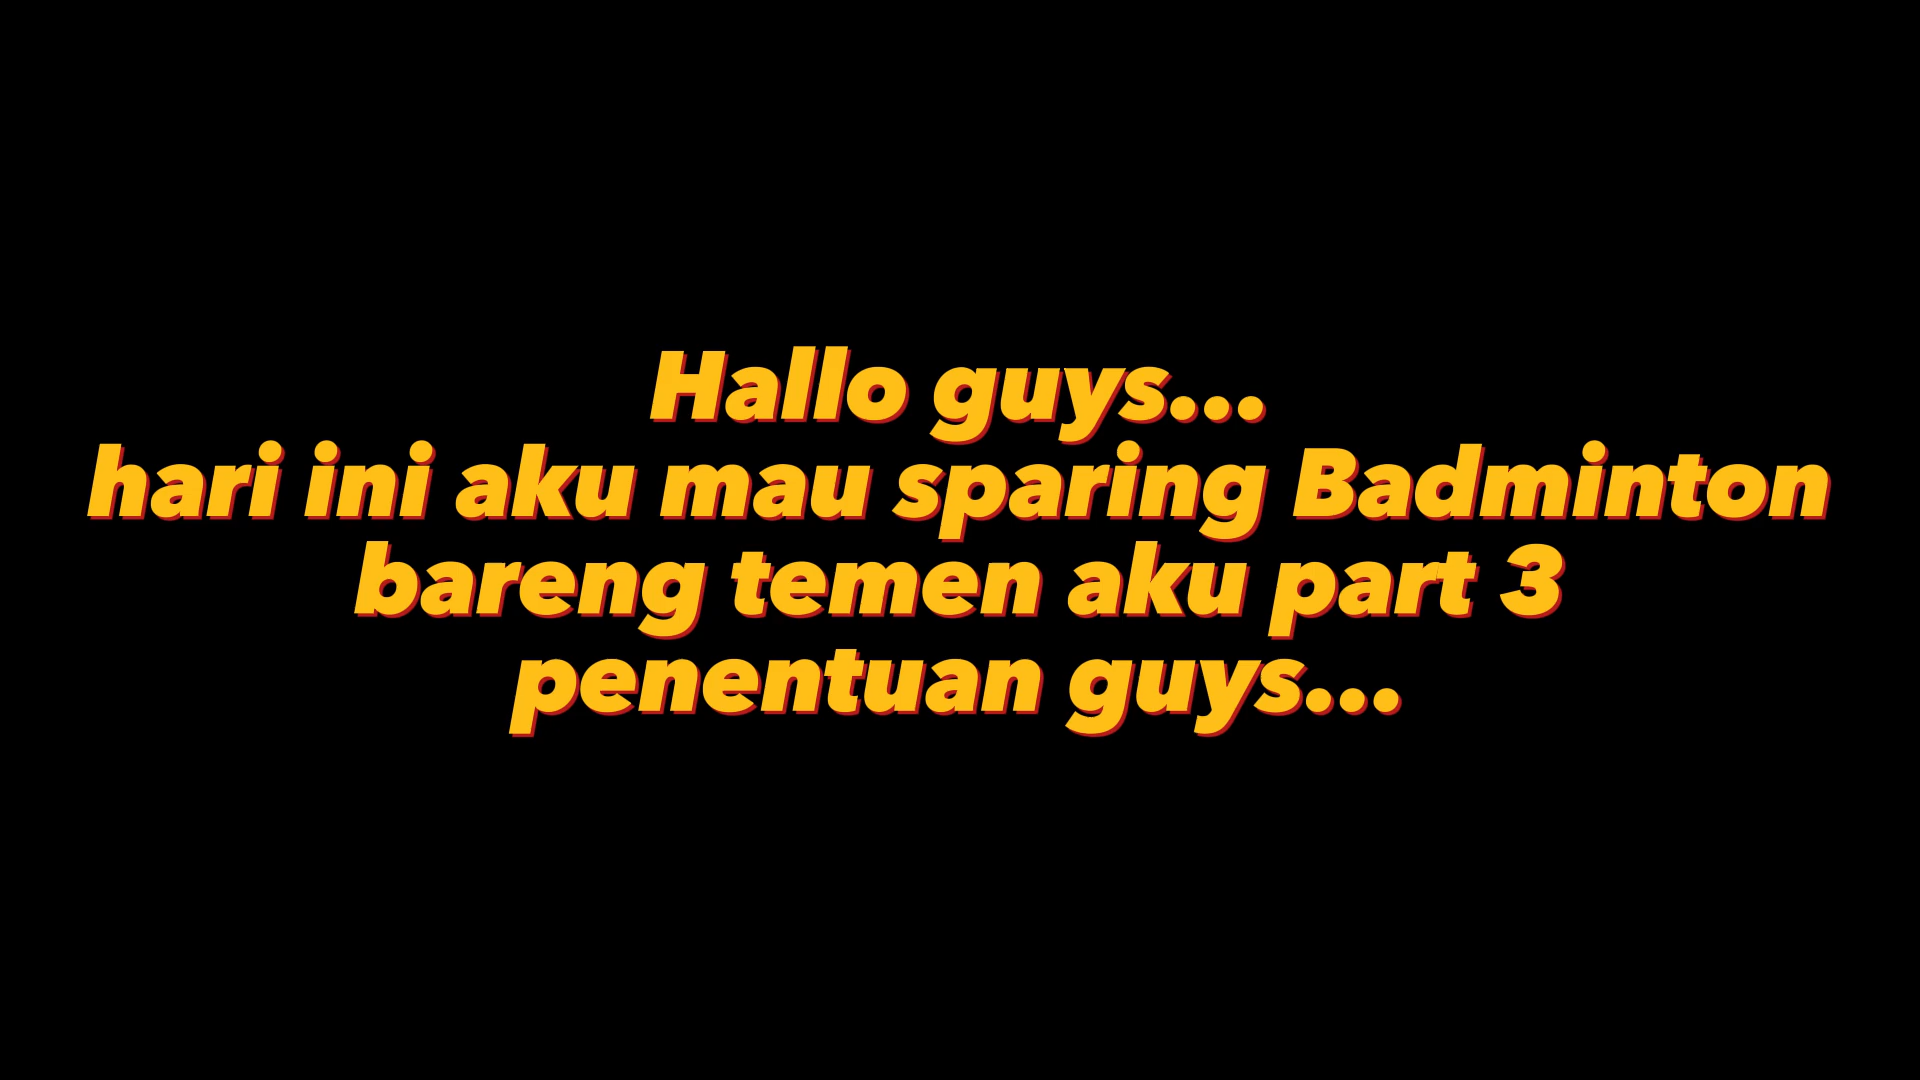 Hallo guys...
hari ini aku mau sparing Badminton
bareng temen aku part 3
penentuan guys...